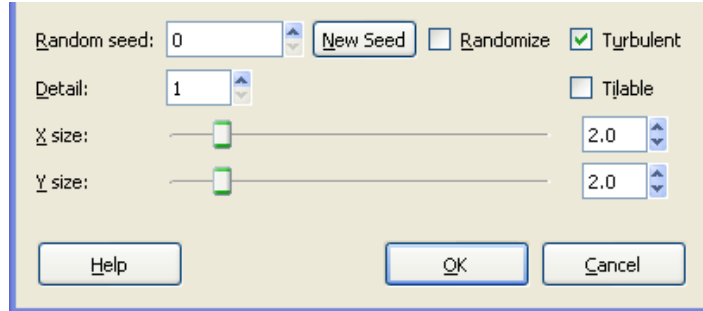 Random seed: 0 New Seed Randomize Turbulent
Detail: 1 Tilable
X size: 2.0
Y size: 2.0
Help OK Cancel